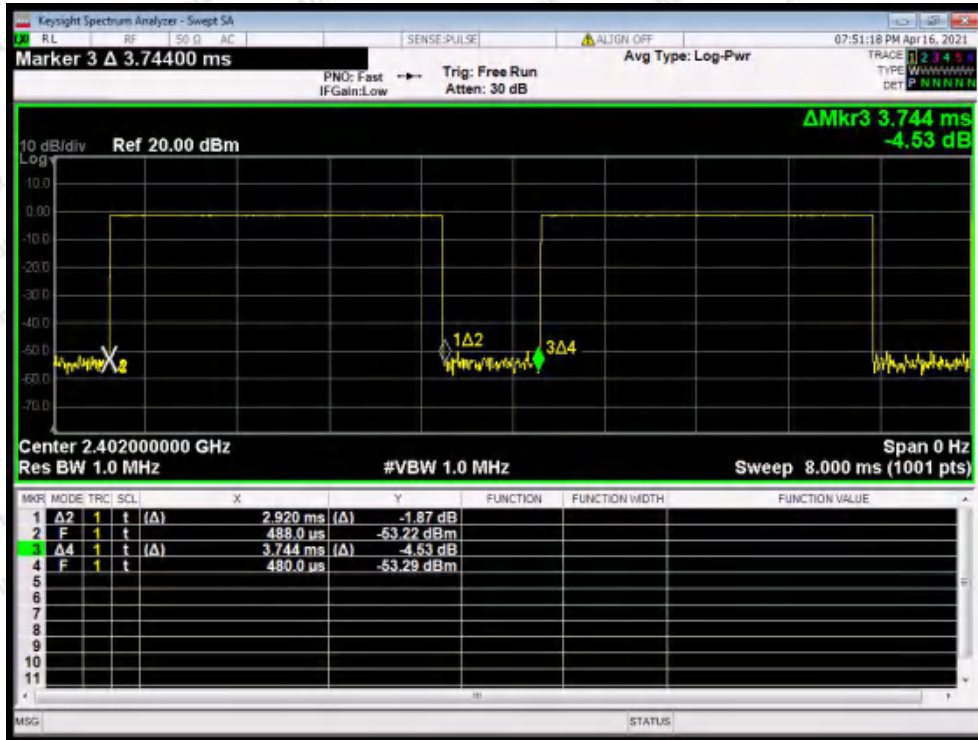 Keysight Spectrum Analyzer - Swept SA
RL RF 50 Ω AC SENSE:PULSE ALIGN OFF 07:51:18 PM Apr 16, 2021
Marker 3 Δ 3.74400 ms Avg Type: Log-Pwr TRACE 1 2 3 4 5 6
PNO: Fast Trig: Free Run TYPE W
IFGain:Low Atten: 30 dB DET P N N N N N
ΔMkr3 3.744 ms
-4.53 dB
10 dB/div Ref 20.00 dBm
Log
10.0
0.00
-10.0
-20.0
-30.0
-40.0
1Δ2
-50.0 3Δ4
2
-60.0
-70.0
Center 2.402000000 GHz Span 0 Hz
Res BW 1.0 MHz #VBW 1.0 MHz Sweep 8.000 ms (1001 pts)
MKR MODE TRC SCL X Y FUNCTION FUNCTION WIDTH FUNCTION VALUE
1 Δ2 1 t (Δ) 2.920 ms (Δ) -1.87 dB
2 F 1 t 488.0 µs -53.22 dBm
3 Δ4 1 t (Δ) 3.744 ms (Δ) -4.53 dB
4 F 1 t 480.0 µs -53.29 dBm
5
6
7
8
9
10
11
MSG STATUS